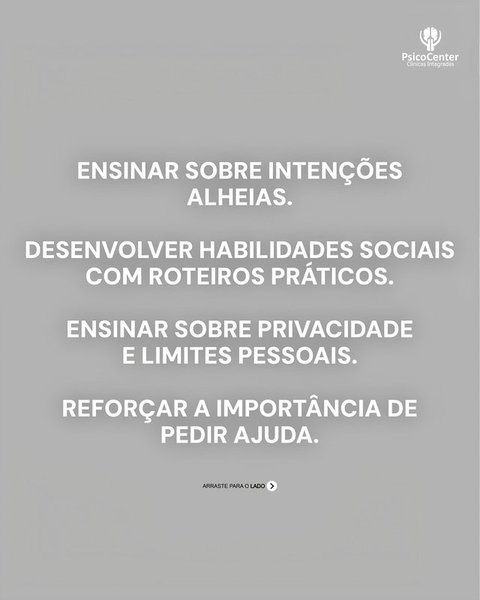 PsicoCenter
Clínicas Integradas
ENSINAR SOBRE INTENÇÕES
ALHEIAS.
DESENVOLVER HABILIDADES SOCIAIS
COM ROTEIROS PRÁTICOS.
ENSINAR SOBRE PRIVACIDADE
E LIMITES PESSOAIS.
REFORÇAR A IMPORTÂNCIA DE
PEDIR AJUDA.
ARRASTE PARA O LADO